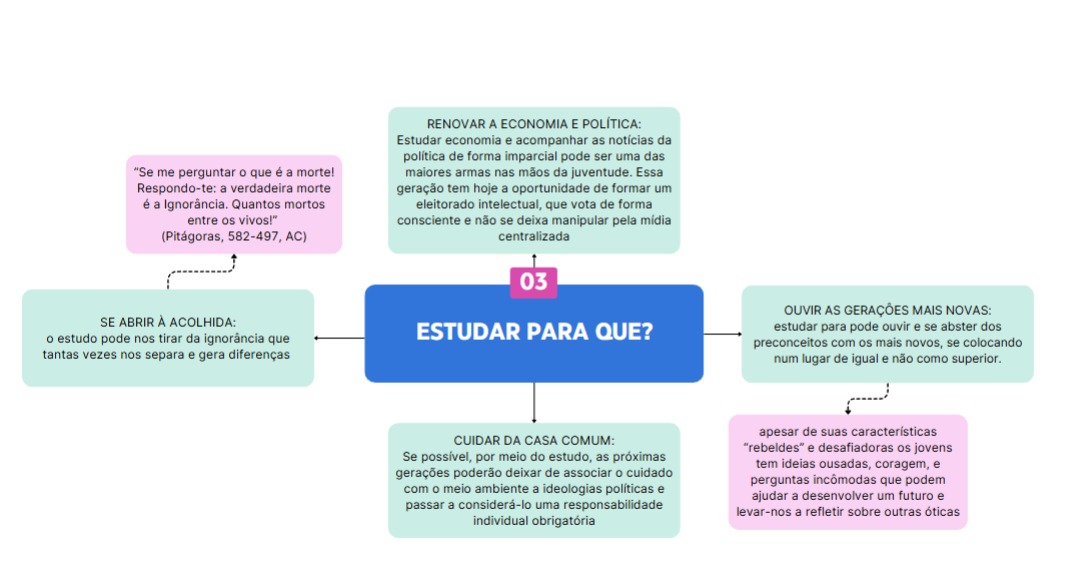 RENOVAR A ECONOMIA E POLÍTICA:
Estudar economia e acompanhar as notícias da
política de forma imparcial pode ser uma das
maiores armas nas mãos da juventude. Essa
geração tem hoje a oportunidade de formar um
eleitorado intelectual, que vota de forma
consciente e não se deixa manipular pela mídia
centralizada
“Se me perguntar o que é a morte!
Respondo-te: a verdadeira morte
é a Ignorância. Quantos mortos
entre os vivos!”
(Pitágoras, 582-497, AC)
03
ESTUDAR PARA QUE?
SE ABRIR À ACOLHIDA:
o estudo pode nos tirar da ignorância que
tantas vezes nos separa e gera diferenças
OUVIR AS GERAÇÕES MAIS NOVAS:
estudar para pode ouvir e se abster dos
preconceitos com os mais novos, se colocando
num lugar de igual e não como superior.
CUIDAR DA CASA COMUM:
Se possível, por meio do estudo, as próximas
gerações poderão deixar de associar o cuidado
com o meio ambiente a ideologias políticas e
passar a considerá-lo uma responsabilidade
individual obrigatória
apesar de suas características
“rebeldes” e desafiadoras os jovens
tem ideias ousadas, coragem, e
perguntas incômodas que podem
ajudar a desenvolver um futuro e
levar-nos a refletir sobre outras óticas